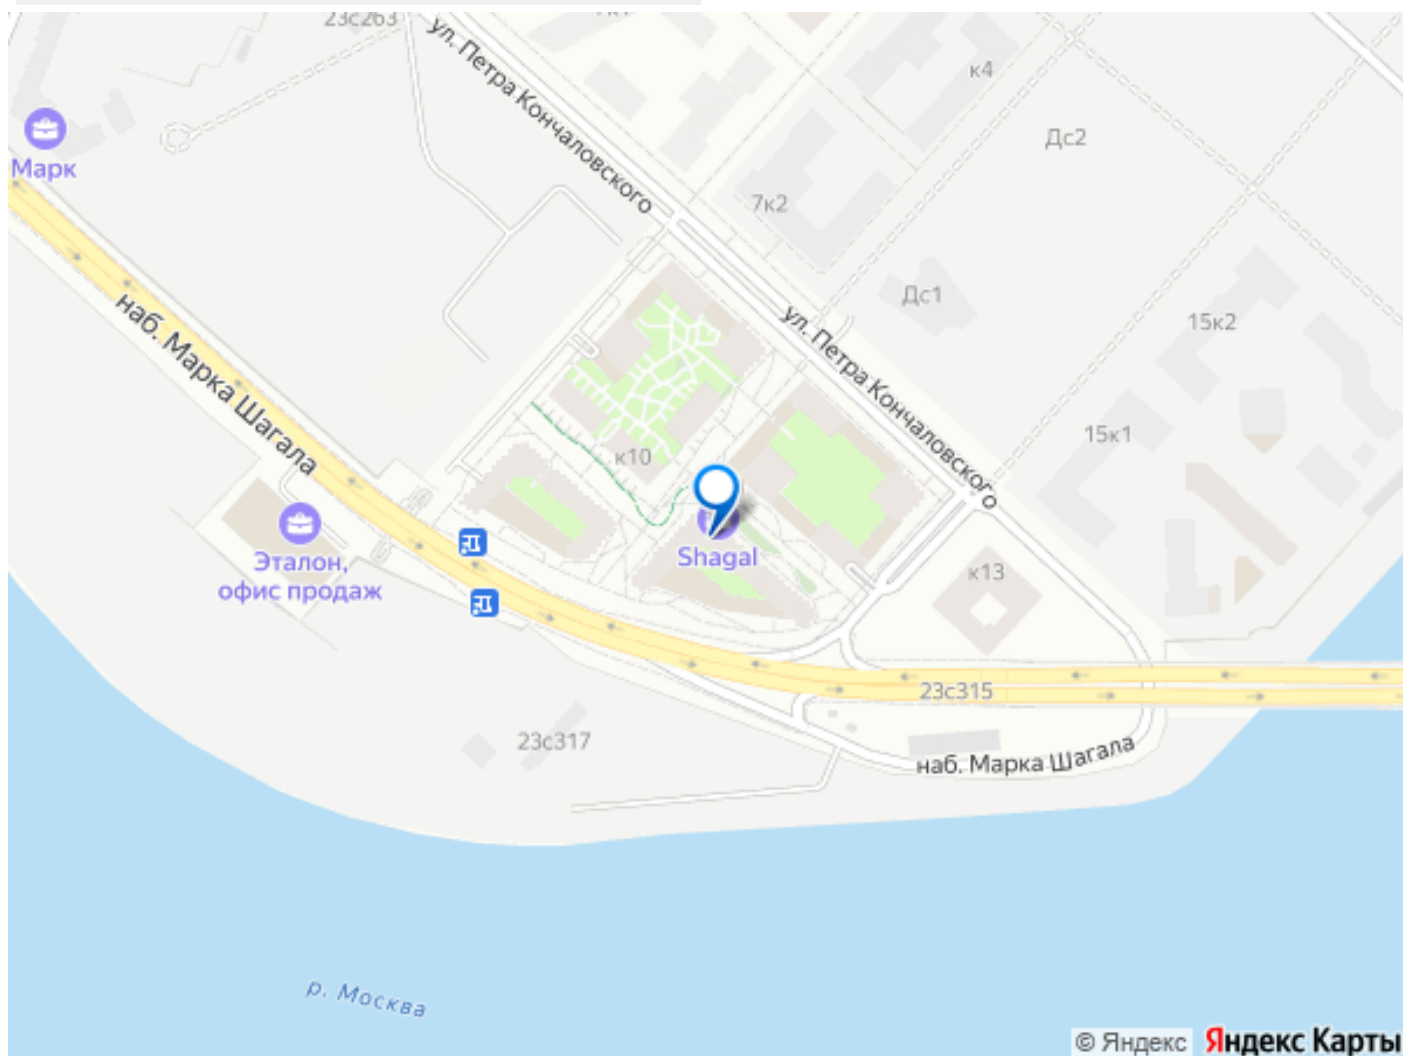 23с263
ул. Петра Кончаловского
к4
Марк
Дс2
7к2
Дс1
ул. Петра Кончаловского
15к2
наб. Марка Шагала
15к1
к10
Shagal
Эталон,
офис продаж
к13
23с315
23с317
наб. Марка Шагала
р. Москва
© Яндекс
Яндекс Карты